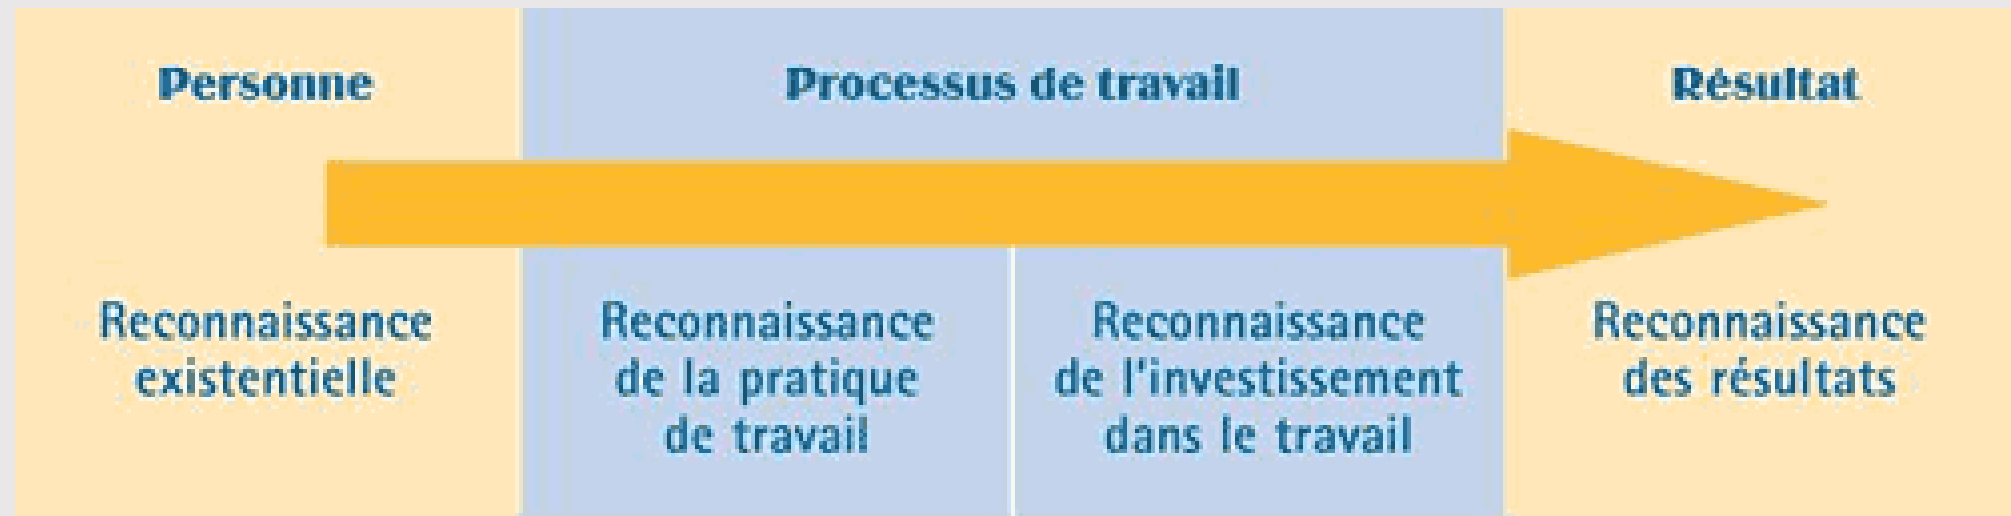 Personne
Processus de travail
Résultat
Reconnaissance
existentielle
Reconnaissance
de la pratique
de travail
Reconnaissance
de l'investissement
dans le travail
Reconnaissance
des résultats